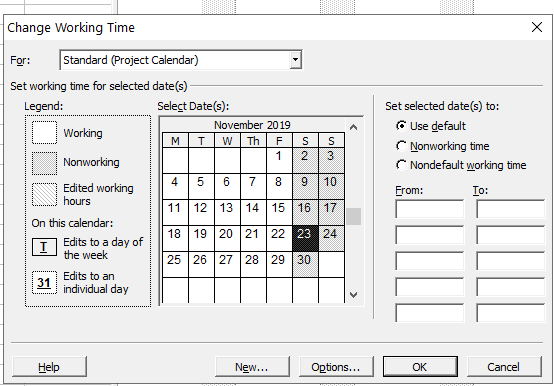 Change Working Time
For: Standard (Project Calendar)
Set working time for selected date(s)
Legend:
Working
Nonworking
Edited working
hours
On this calendar:
T Edits to a day of
the week
31 Edits to an
individual day
Select Date(s):
November 2019
M T W Th F S S
1 2 3
4 5 6 7 8 9 10
11 12 13 14 15 16 17
18 19 20 21 22 23 24
25 26 27 28 29 30
Set selected date(s) to:
Use default
Nonworking time
Nondefault working time
From: To:
Help New... Options... OK Cancel